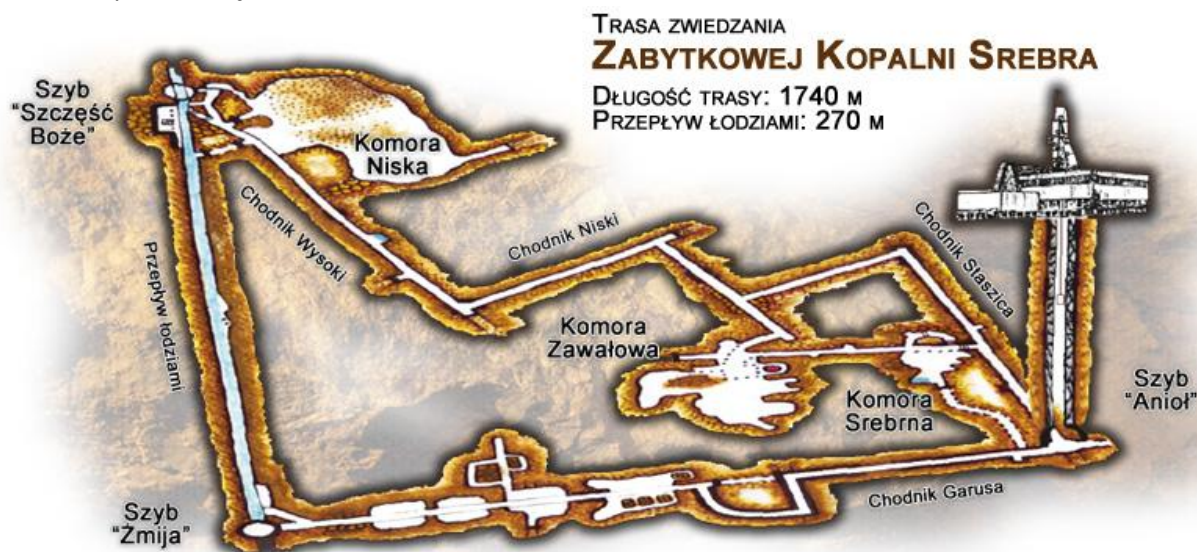 TRASA ZWIEDZANIA
ZABYTKOWEJ KOPALNI SREBRA
DŁUGOŚĆ TRASY: 1740 M
PRZEPŁYW ŁODZIAMI: 270 M
Szyb
"Szczęść
Boże"
Komora
Niska
Chodnik Wysoki
Chodnik Niski
Chodnik Staszica
Przepływ łodziami
Komora
Zawałowa
Komora
Srebrna
Szyb
"Anioł"
Chodnik Garusa
Szyb
"Żmija"